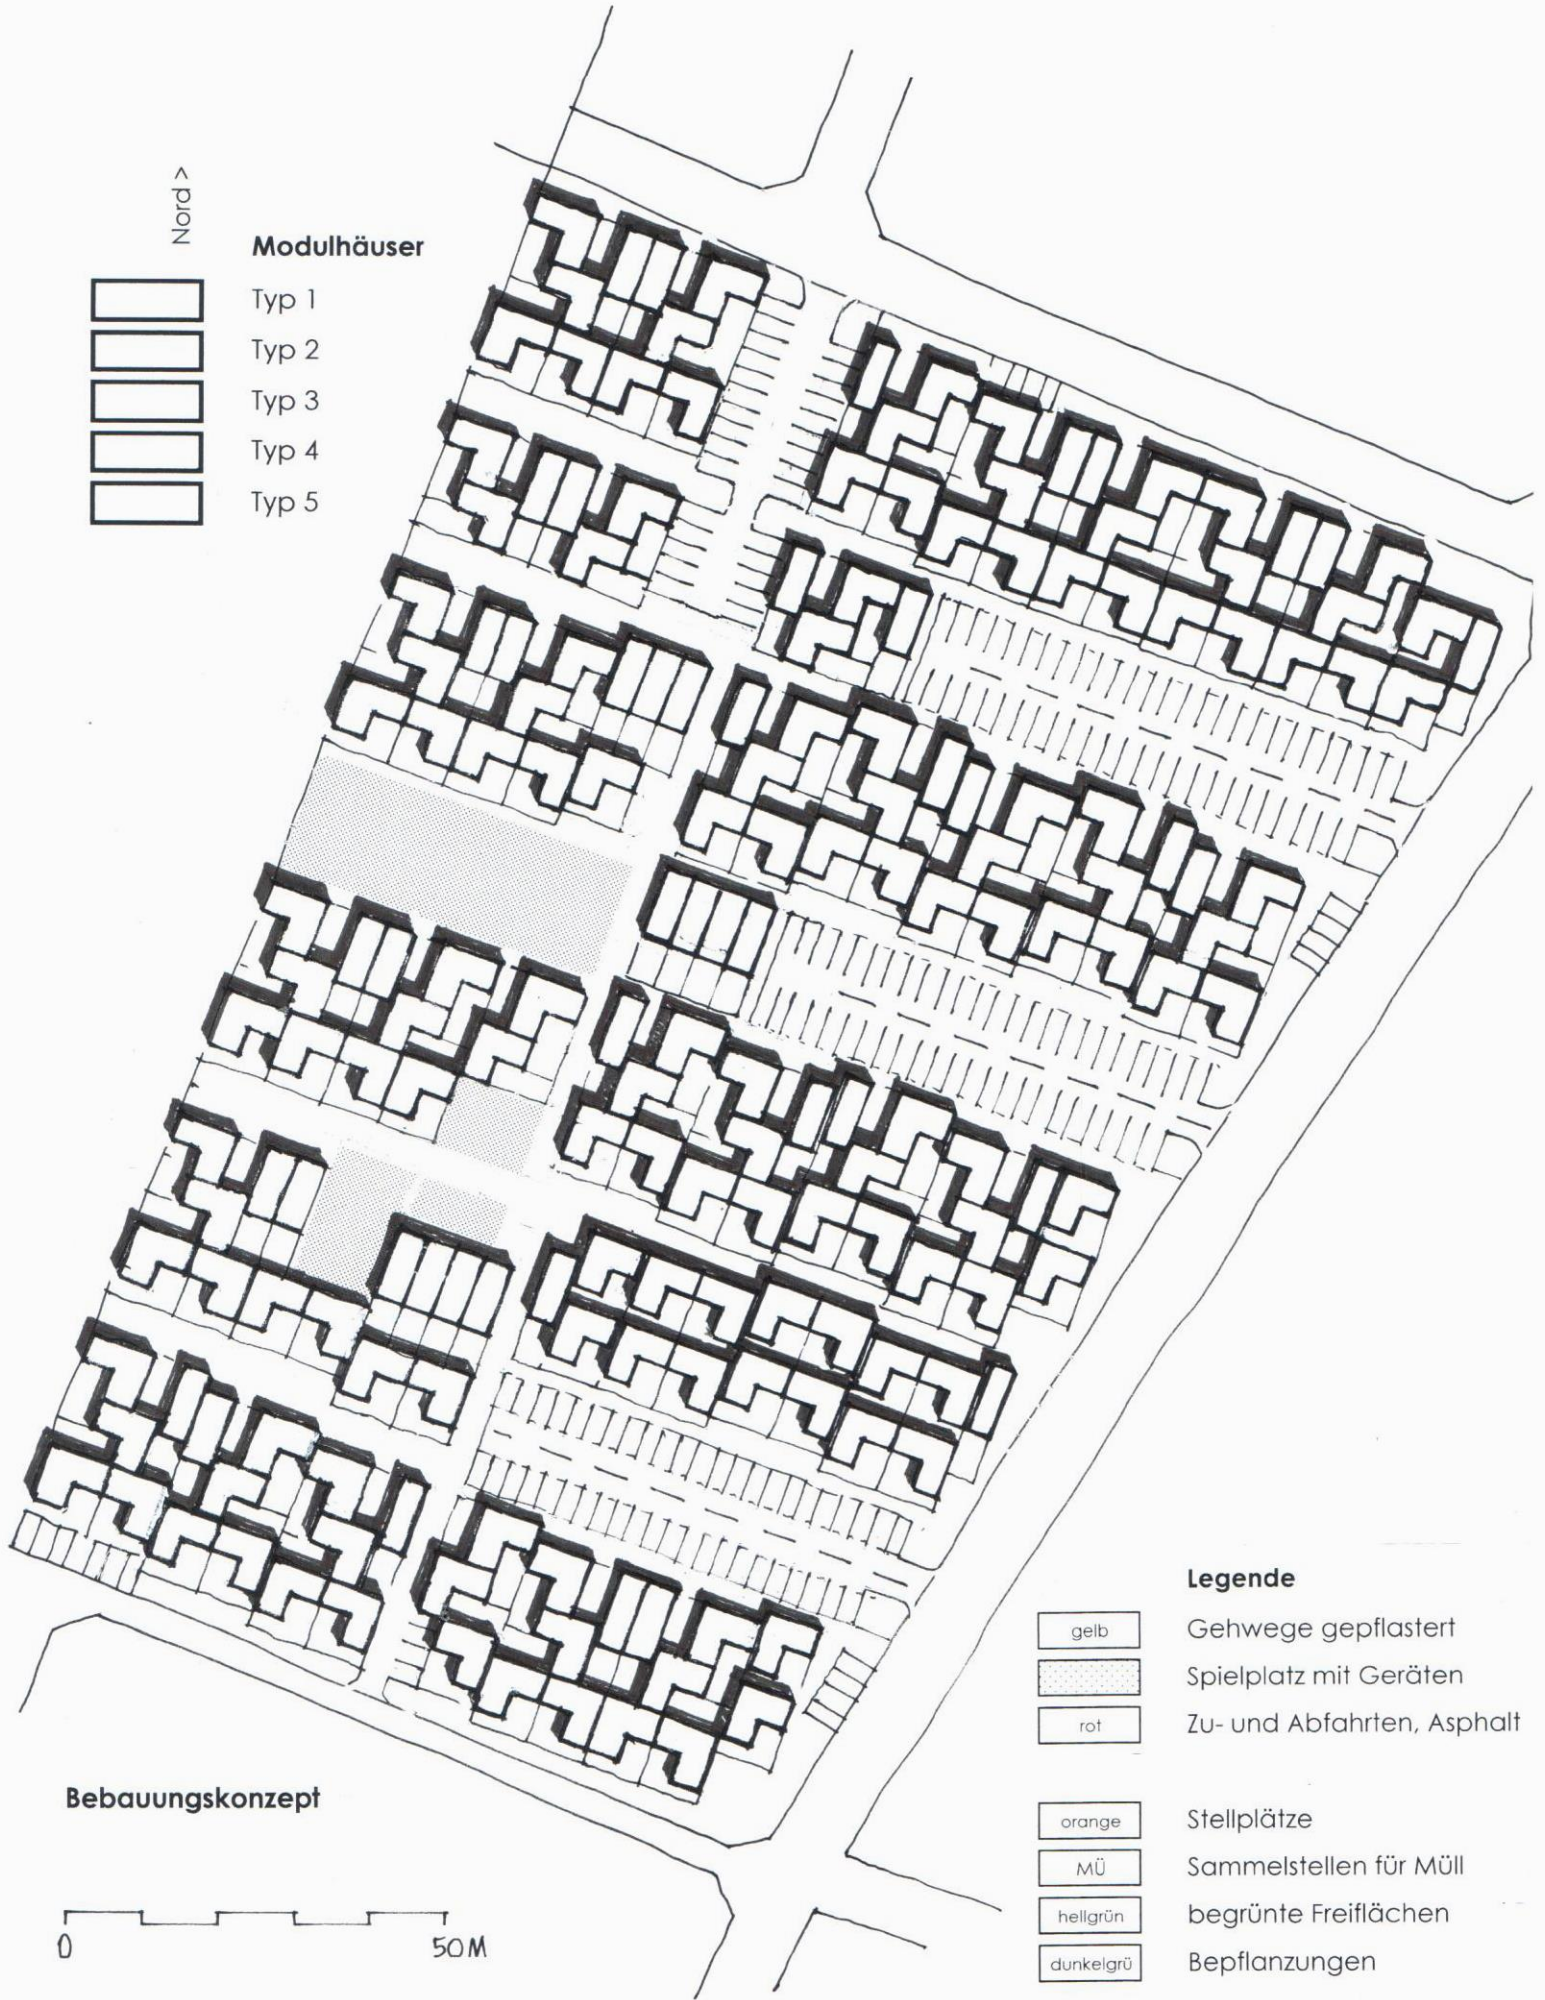 Nord >
Modulhäuser
Typ 1
Typ 2
Typ 3
Typ 4
Typ 5
Legende
gelb Gehwege gepflastert
Spielplatz mit Geräten
rot Zu- und Abfahrten, Asphalt
Bebauungskonzept
orange Stellplätze
MÜ Sammelstellen für Müll
hellgrün begrünte Freiflächen
dunkelgrü Bepflanzungen
0 50M